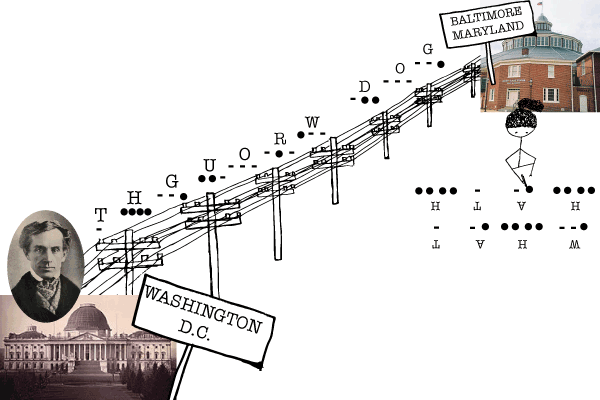 BALTIMORE
MARYLAND
T H G U O R W D O G
W H A T
H A T H
WASHINGTON
D.C.